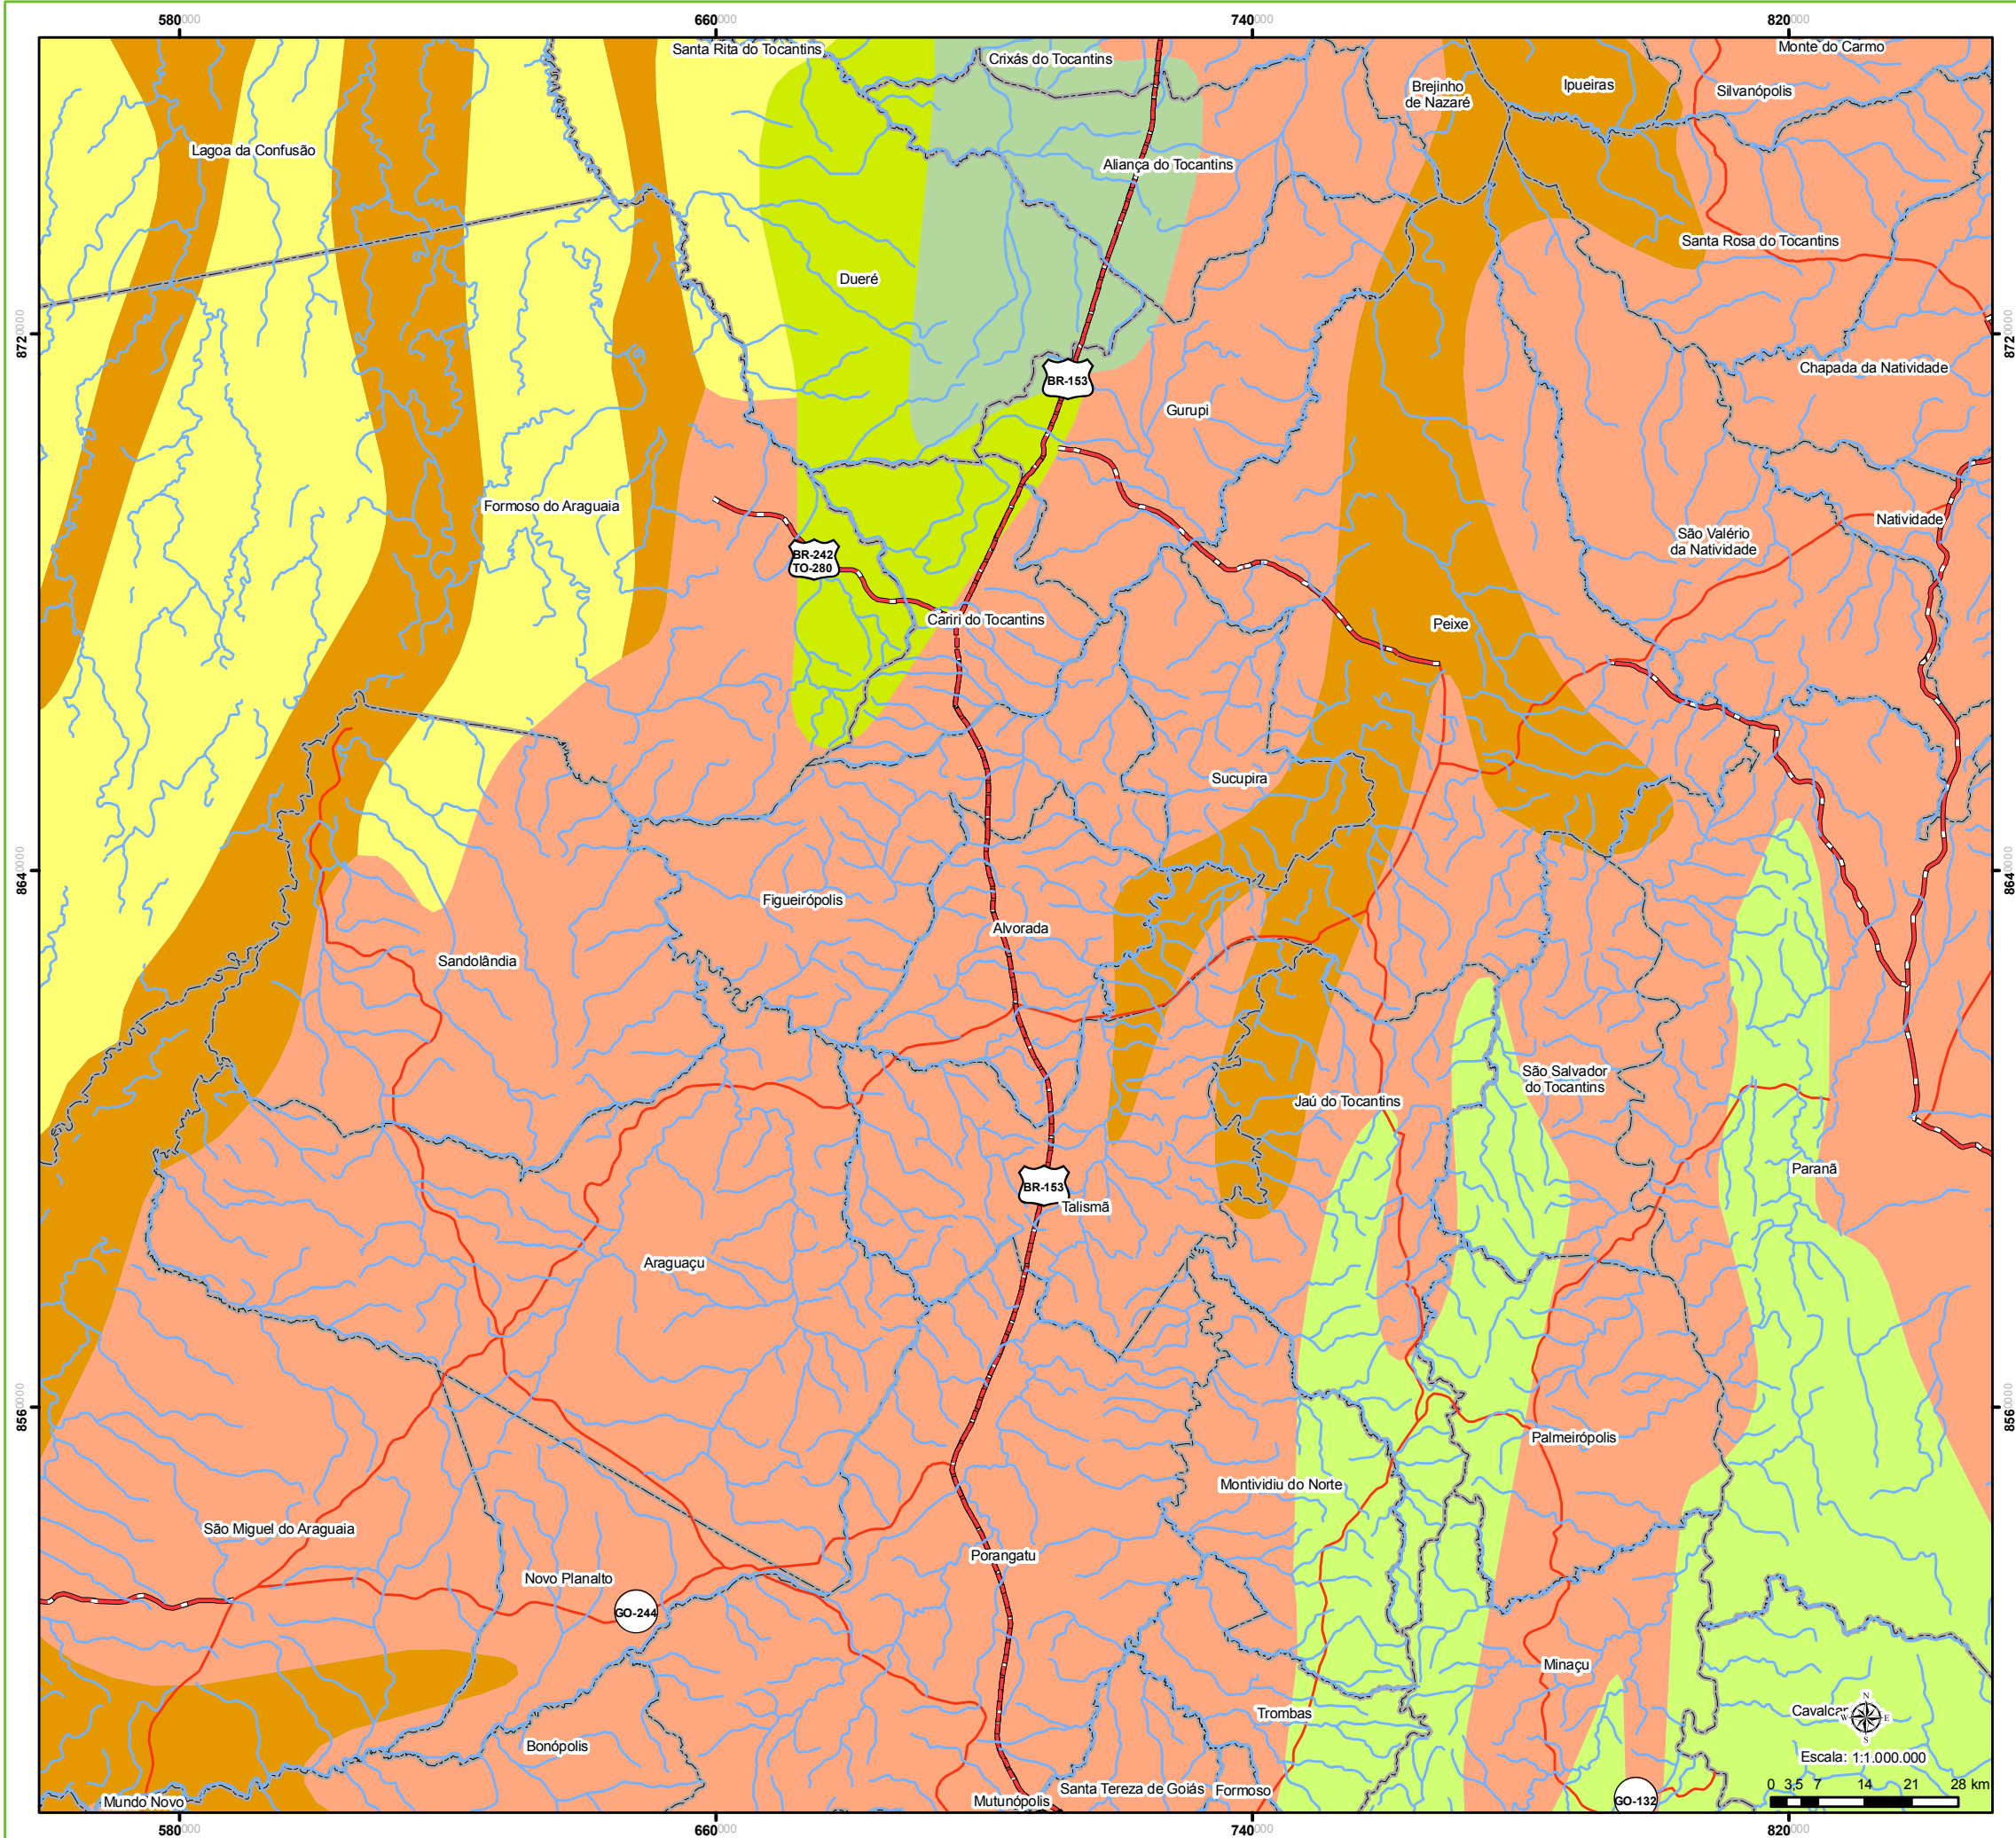 580000 660000 740000 820000
Santa Rita do Tocantins
Crixás do Tocantins
Monte do Carmo
Brejinho
de Nazaré
Ipueiras
Silvanópolis
Lagoa da Confusão
Aliança do Tocantins
Santa Rosa do Tocantins
Dueré
8720000
8720000
Chapada da Natividade
BR-153
Gurupi
Formoso do Araguaia
Natividade
São Valério
da Natividade
BR-242
TO-280
Cariri do Tocantins
Peixe
Sucupira
8640000
8640000
Figueirópolis
Alvorada
Sandolândia
São Salvador
do Tocantins
Jaú do Tocantins
Paranã
BR-153
Talismã
Araguaçu
8560000
8560000
Palmeirópolis
Montividiu do Norte
São Miguel do Araguaia
Porangatu
Novo Planalto
GO-244
Minaçu
Trombas
N
W E
S
Bonópolis
Escala: 1:1.000.000
0 3,5 7 14 21 28 km
Santa Tereza de Goiás
Formoso
Mundo Novo
Mutunópolis
GO-132
580000 660000 740000 820000